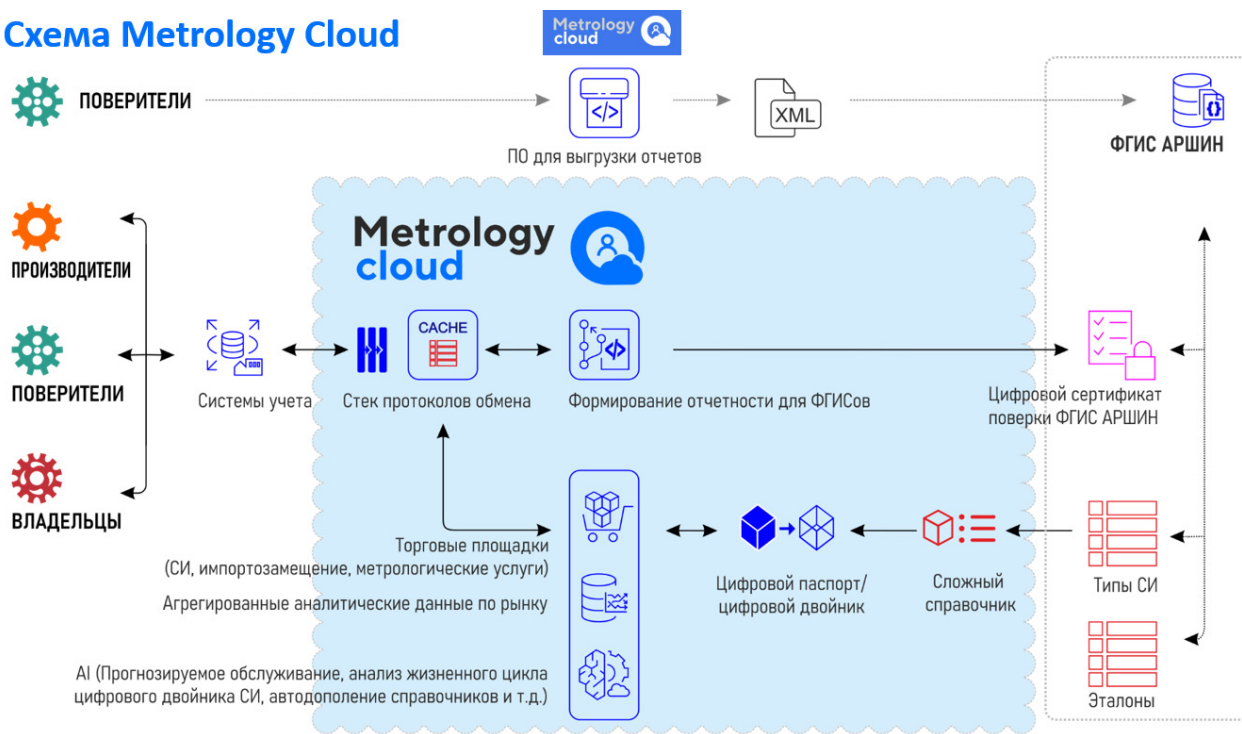 Схема Metrology Cloud
Metrology
cloud
ПОВЕРИТЕЛИ
</>
XML
{}
ПО для выгрузки отчетов
ФГИС АРШИН
Metrology
cloud
ПРОИЗВОДИТЕЛИ
CACHE
</>
ПОВЕРИТЕЛИ
Системы учета
Стек протоколов обмена
Формирование отчетности для ФГИСов
Цифровой сертификат
поверки ФГИС АРШИН
ВЛАДЕЛЬЦЫ
Торговые площадки
(СИ, импортозамещение, метрологические услуги)
Агрегированные аналитические данные по рынку
AI (Прогнозируемое обслуживание, анализ жизненного цикла
цифрового двойника СИ, автодополение справочников и т.д.)
Цифровой паспорт/
цифровой двойник
Сложный
справочник
Типы СИ
Эталоны